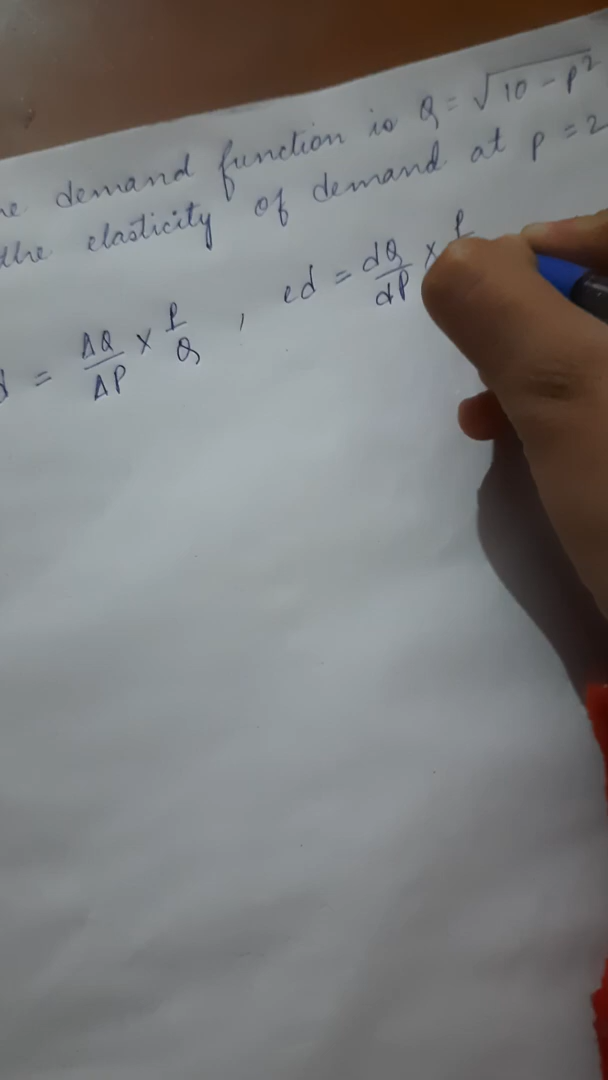 demand function is Q = √10 - p²
the elasticity of demand at p = 2
= ΔQ/ΔP × P/Q , ed = dQ/dP ×